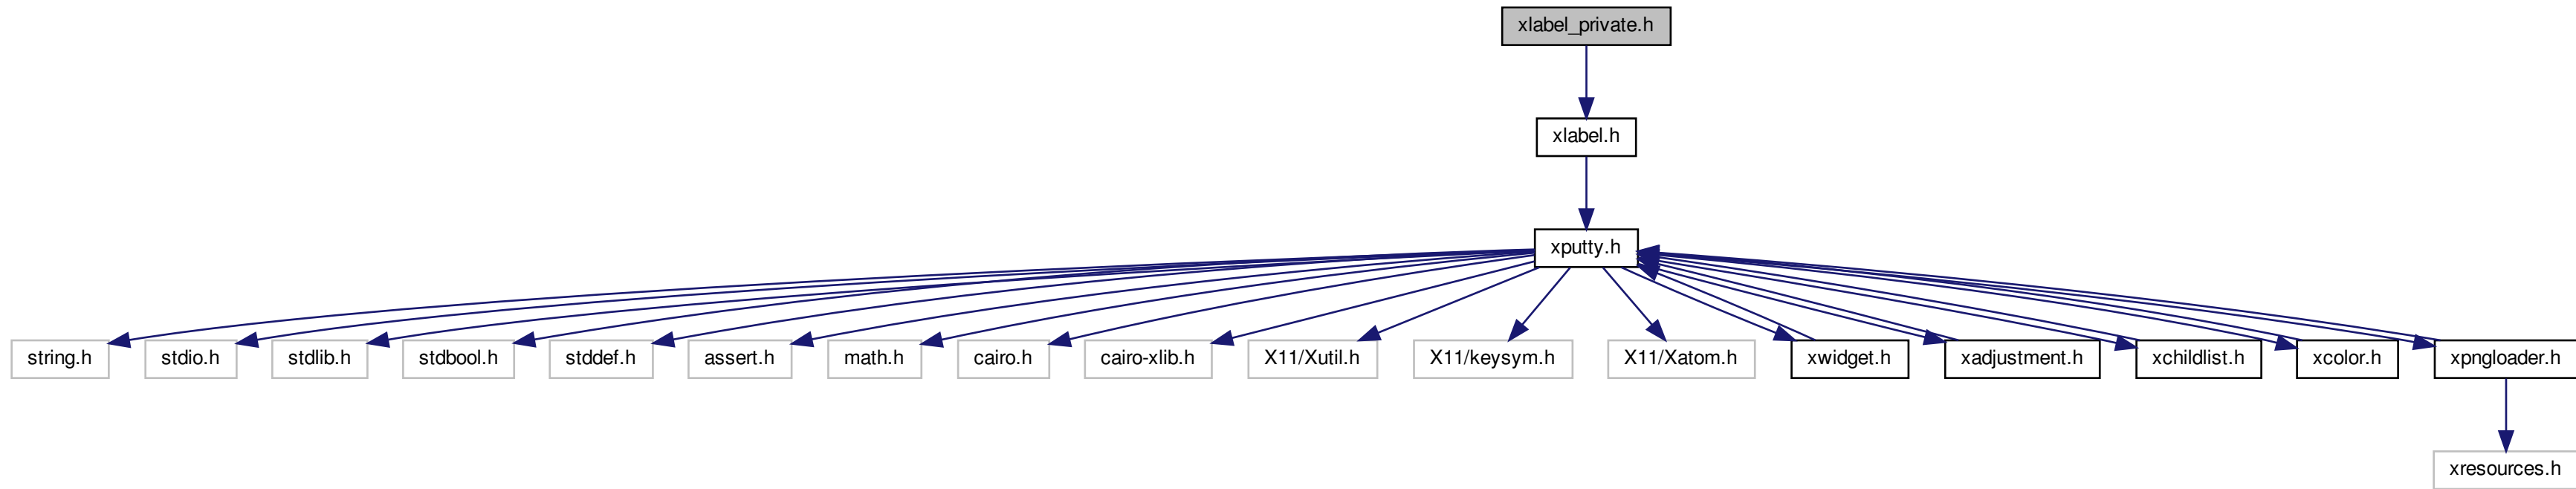 xlabel_private.h
xlabel.h
xputty.h
string.h
stdio.h
stdlib.h
stdbool.h
stddef.h
assert.h
math.h
cairo.h
cairo-xlib.h
X11/Xutil.h
X11/keysym.h
X11/Xatom.h
xwidget.h
xadjustment.h
xchildlist.h
xcolor.h
xpngloader.h
xresources.h